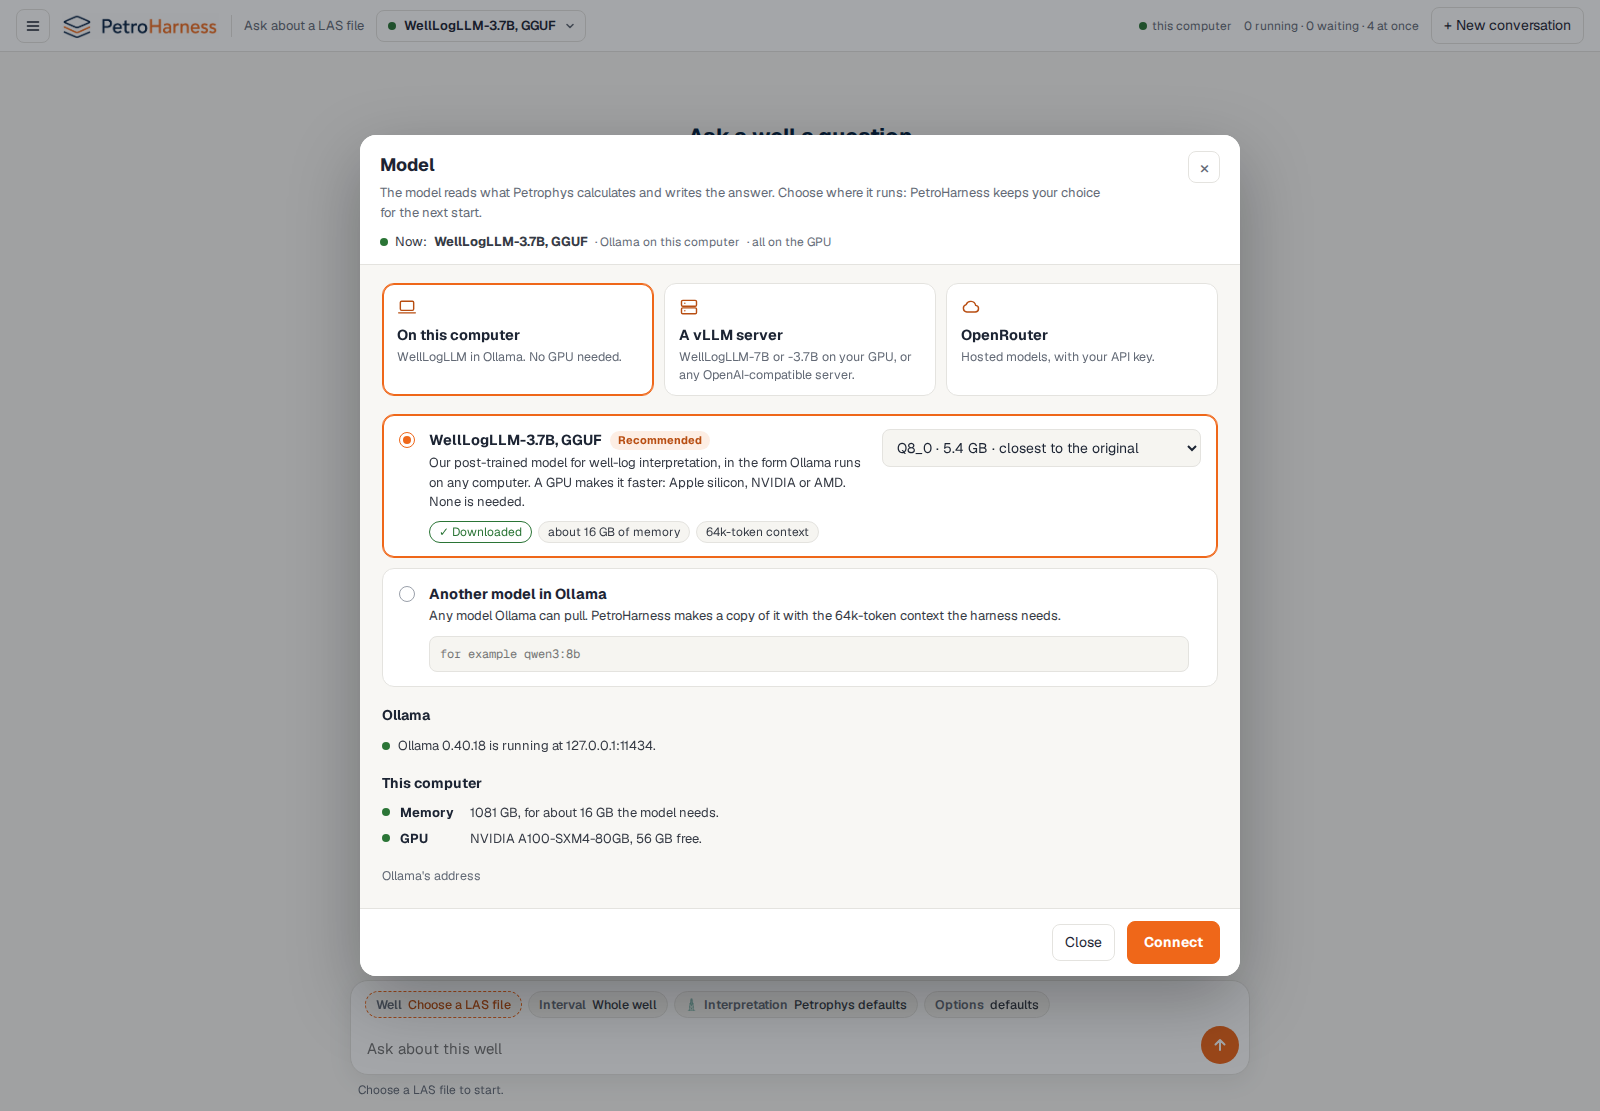 PetroHarness
Ask about a LAS file
WellLogLLM-3.7B, GGUF
this computer
0 running · 0 waiting · 4 at once
+ New conversation
Ask a well a question
Model
×
The model reads what Petrophys calculates and writes the answer. Choose where it runs: PetroHarness keeps your choice
for the next start.
Now: WellLogLLM-3.7B, GGUF · Ollama on this computer · all on the GPU
On this computer
WellLogLLM in Ollama. No GPU needed.
A vLLM server
WellLogLLM-7B or -3.7B on your GPU, or
any OpenAI-compatible server.
OpenRouter
Hosted models, with your API key.
WellLogLLM-3.7B, GGUF Recommended
Q8_0 · 5.4 GB · closest to the original
Our post-trained model for well-log interpretation, in the form Ollama runs
on any computer. A GPU makes it faster: Apple silicon, NVIDIA or AMD.
None is needed.
✓ Downloaded
about 16 GB of memory
64k-token context
Another model in Ollama
Any model Ollama can pull. PetroHarness makes a copy of it with the 64k-token context the harness needs.
for example qwen3:8b
Ollama
Ollama 0.40.18 is running at 127.0.0.1:11434.
This computer
Memory 1081 GB, for about 16 GB the model needs.
GPU NVIDIA A100-SXM4-80GB, 56 GB free.
Ollama's address
Close
Connect
Well Choose a LAS file
Interval Whole well
Interpretation Petrophys defaults
Options defaults
Ask about this well
Choose a LAS file to start.